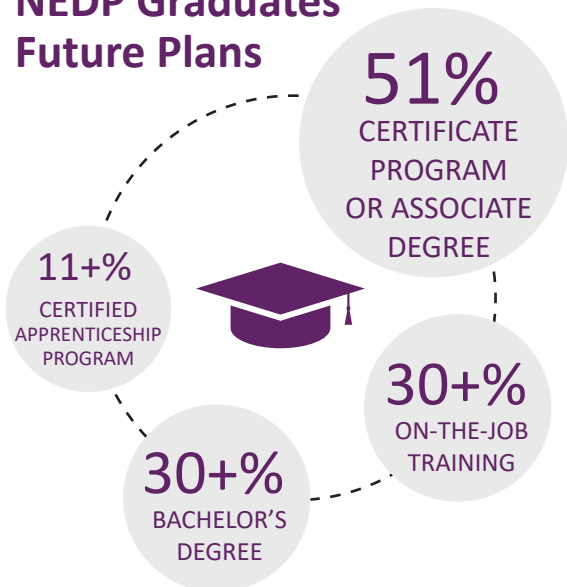 NEDP Graduates
Future Plans
51%
CERTIFICATE
PROGRAM
OR ASSOCIATE
DEGREE
11+%
CERTIFIED
APPRENTICESHIP
PROGRAM
30+%
ON-THE-JOB
TRAINING
30+%
BACHELOR’S
DEGREE